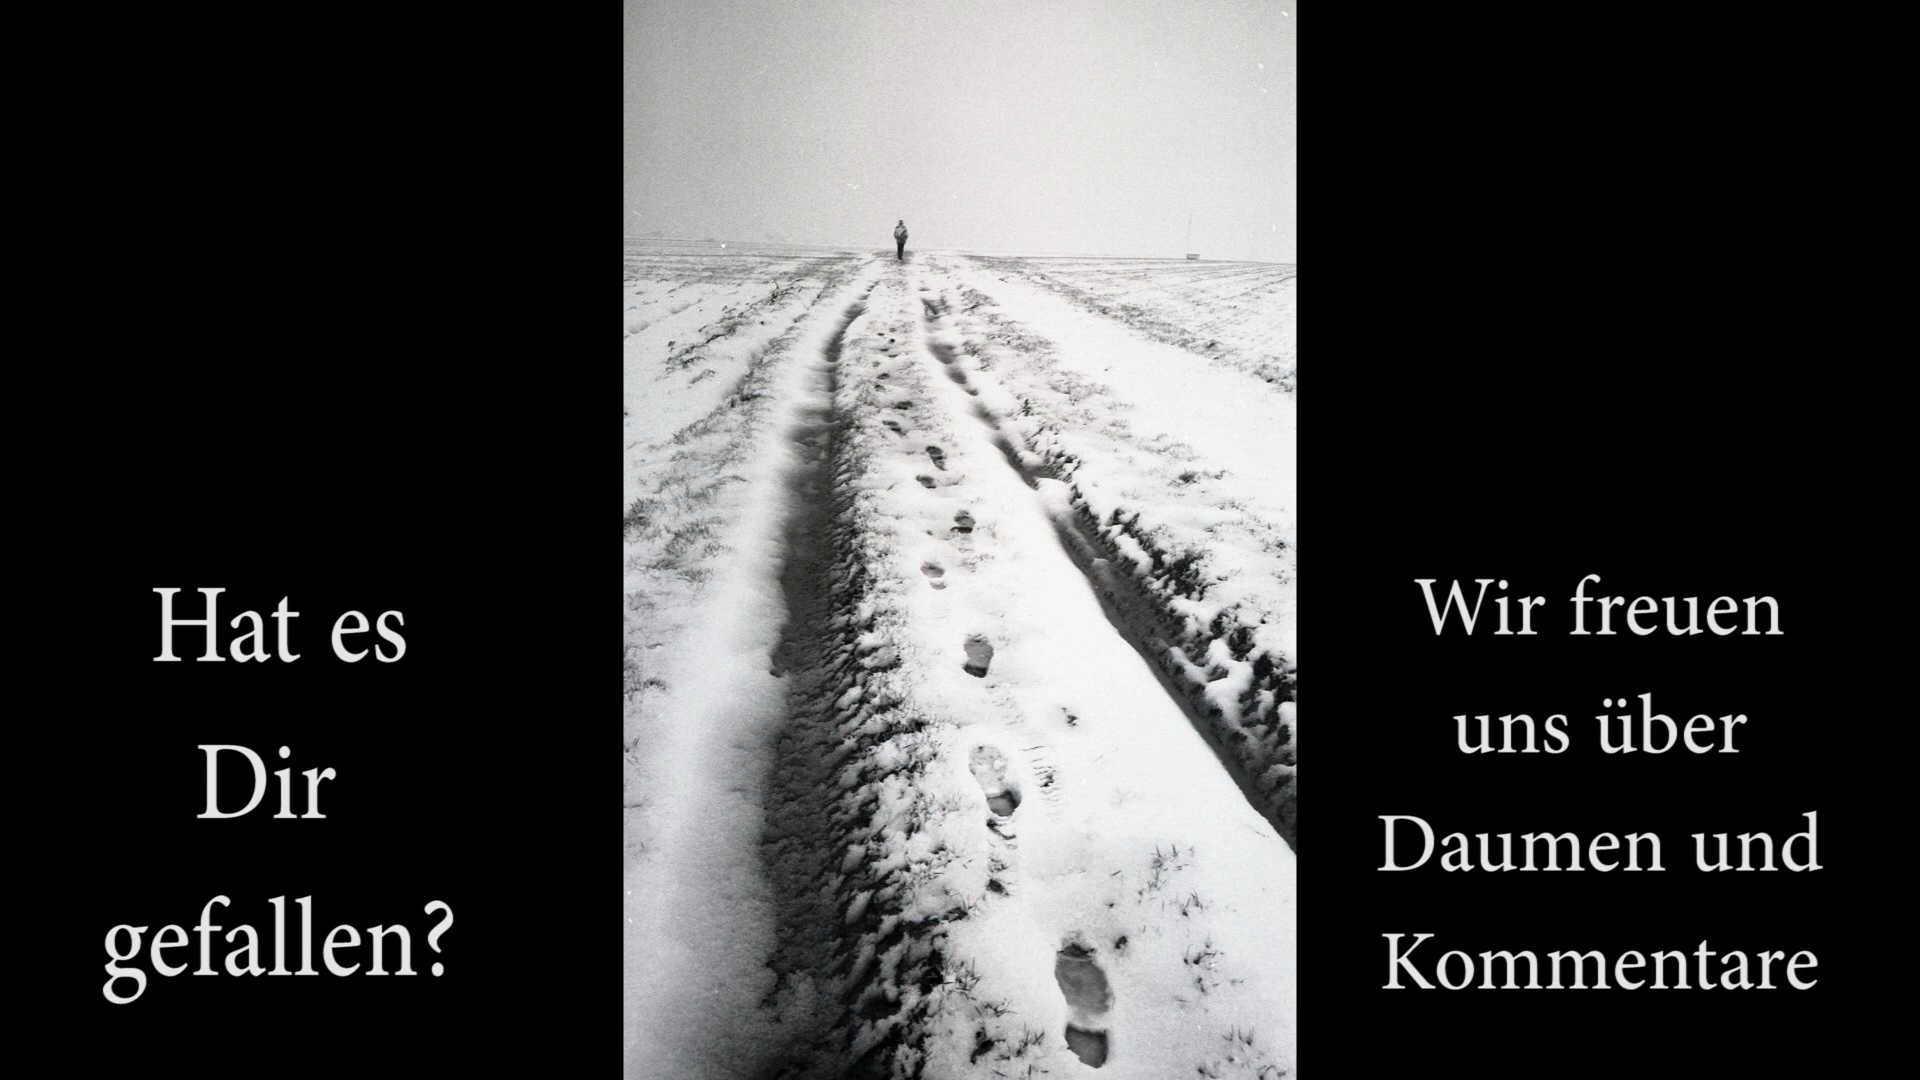 Hat es
Dir
gefallen?
Wir freuen
uns über
Daumen und
Kommentare